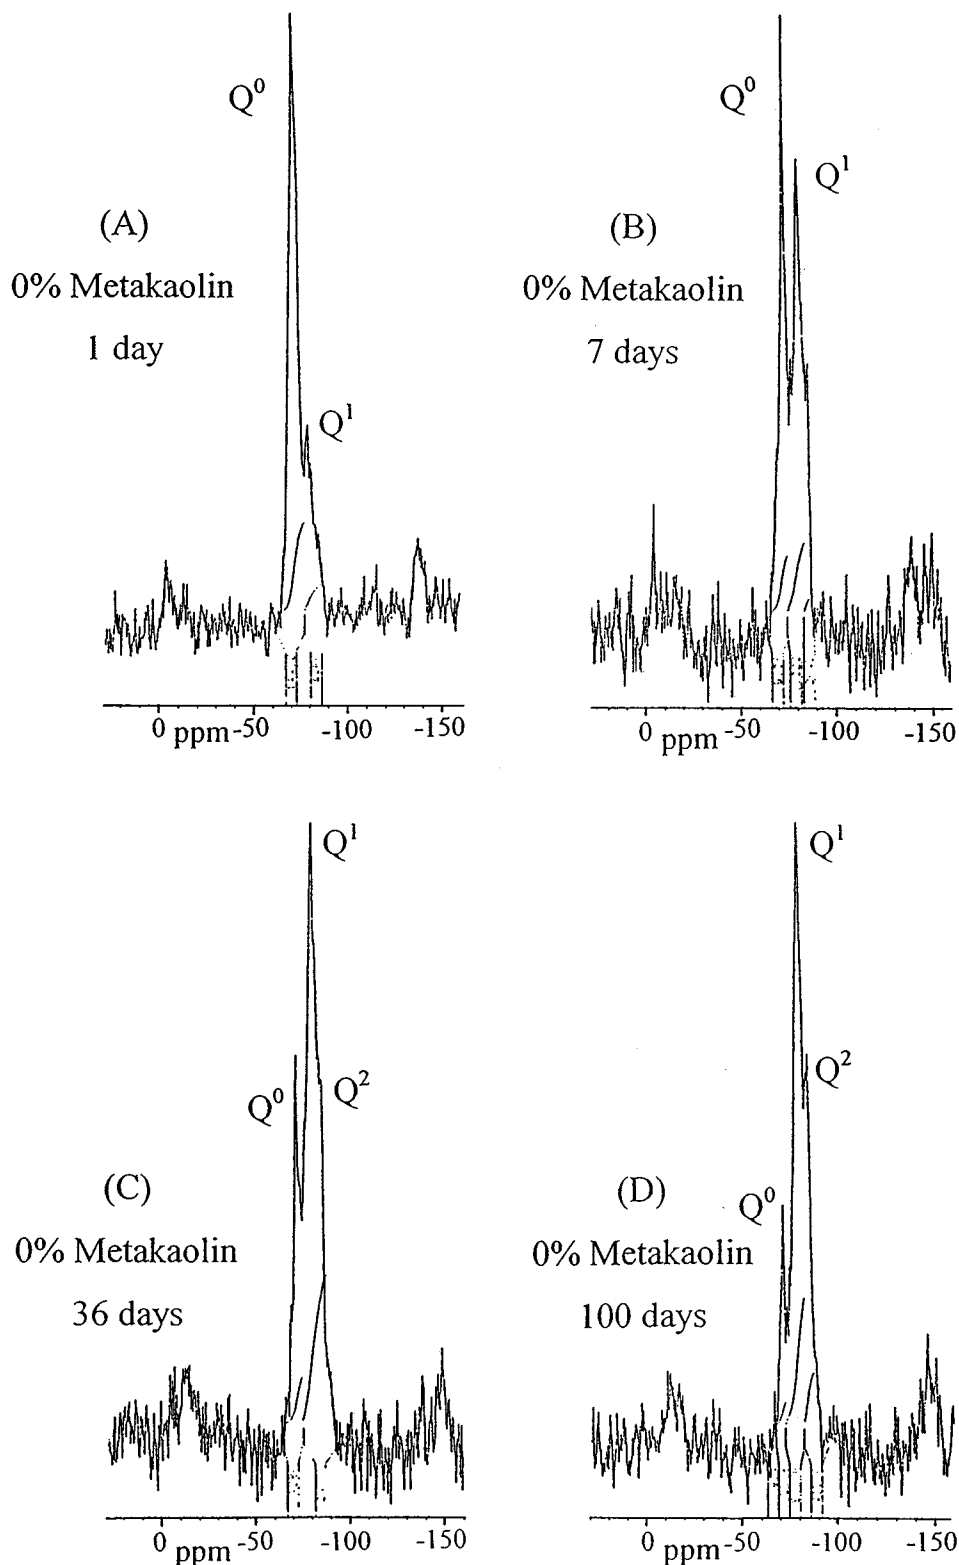 Q⁰
Q¹
(A)
0% Metakaolin
1 day
0 ppm -50 -100 -150
Q⁰
Q¹
(B)
0% Metakaolin
7 days
0 ppm -50 -100 -150
Q¹
Q⁰
Q²
(C)
0% Metakaolin
36 days
0 ppm -50 -100 -150
Q¹
Q²
Q⁰
(D)
0% Metakaolin
100 days
0 ppm -50 -100 -150